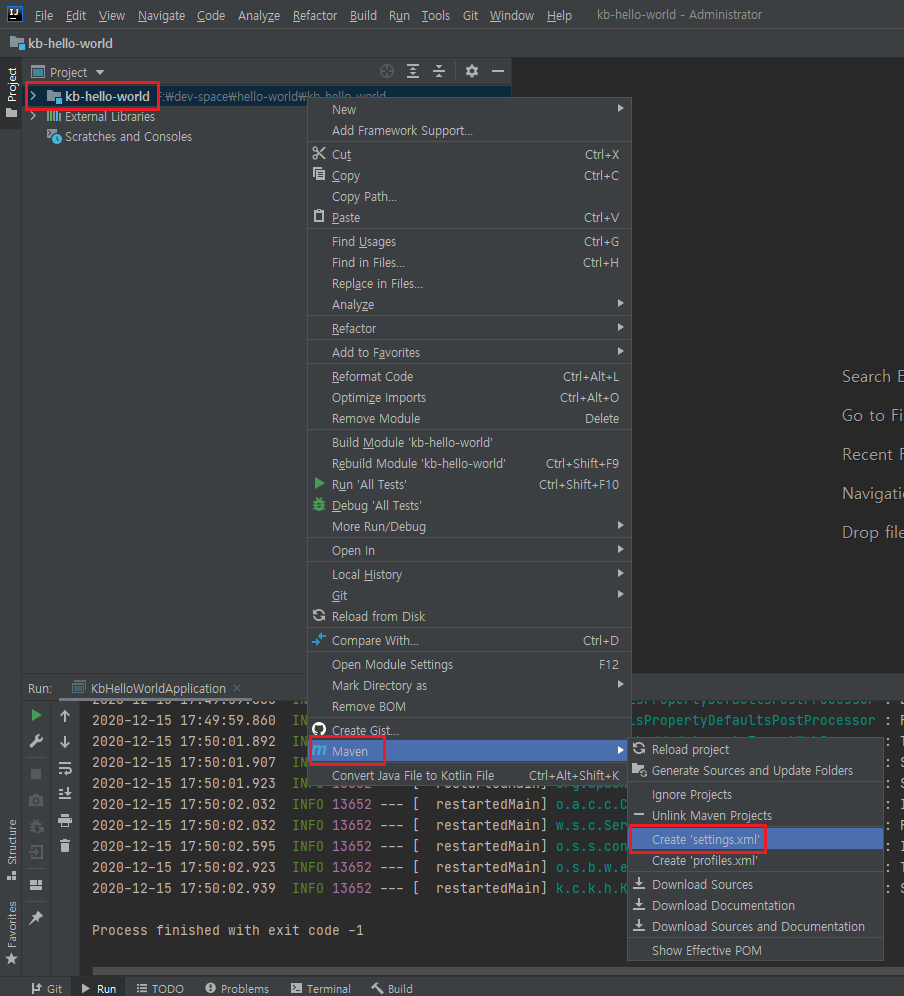 IJ File Edit View Navigate Code Analyze Refactor Build Run Tools Git Window Help kb-hello-world - Administrator
kb-hello-world
Project
Project
kb-hello-world :₩dev-space₩hello-world₩kb-hello-world
External Libraries
Scratches and Consoles
New
Add Framework Support...
Cut Ctrl+X
Copy Ctrl+C
Copy Path...
Paste Ctrl+V
Find Usages Ctrl+G
Find in Files... Ctrl+H
Replace in Files...
Analyze
Refactor
Add to Favorites
Reformat Code Ctrl+Alt+L
Optimize Imports Ctrl+Alt+O
Remove Module Delete
Build Module 'kb-hello-world'
Rebuild Module 'kb-hello-world' Ctrl+Shift+F9
Run 'All Tests' Ctrl+Shift+F10
Debug 'All Tests'
More Run/Debug
Open In
Local History
Git
Reload from Disk
Compare With... Ctrl+D
Open Module Settings F12
Mark Directory as
Remove BOM
Create Gist...
Maven
Convert Java File to Kotlin File Ctrl+Alt+Shift+K
Reload project
Generate Sources and Update Folders
Ignore Projects
Unlink Maven Projects
Create 'settings.xml'
Create 'profiles.xml'
Download Sources
Download Documentation
Download Sources and Documentation
Show Effective POM
Search E
Go to Fi
Recent F
Navigati
Drop file
Run: KbHelloWorldApplication
2020-12-15 17:49:59.860 IN sPropertyDefaultsPostProcessor : F
2020-12-15 17:50:01.892 IN : T
2020-12-15 17:50:01.907 IN : S
2020-12-15 17:50:01.923 INFO 13652 --- [ restartedMain] org.apach : S
2020-12-15 17:50:02.032 INFO 13652 --- [ restartedMain] o.a.c.c.C : I
2020-12-15 17:50:02.032 INFO 13652 --- [ restartedMain] w.s.c.Ser : F
2020-12-15 17:50:02.595 INFO 13652 --- [ restartedMain] o.s.s.con : I
2020-12-15 17:50:02.923 INFO 13652 --- [ restartedMain] o.s.b.w.e : T
2020-12-15 17:50:02.939 INFO 13652 --- [ restartedMain] k.c.k.h.K : S
Process finished with exit code -1
Structure
Favorites
Git Run TODO Problems Terminal Build